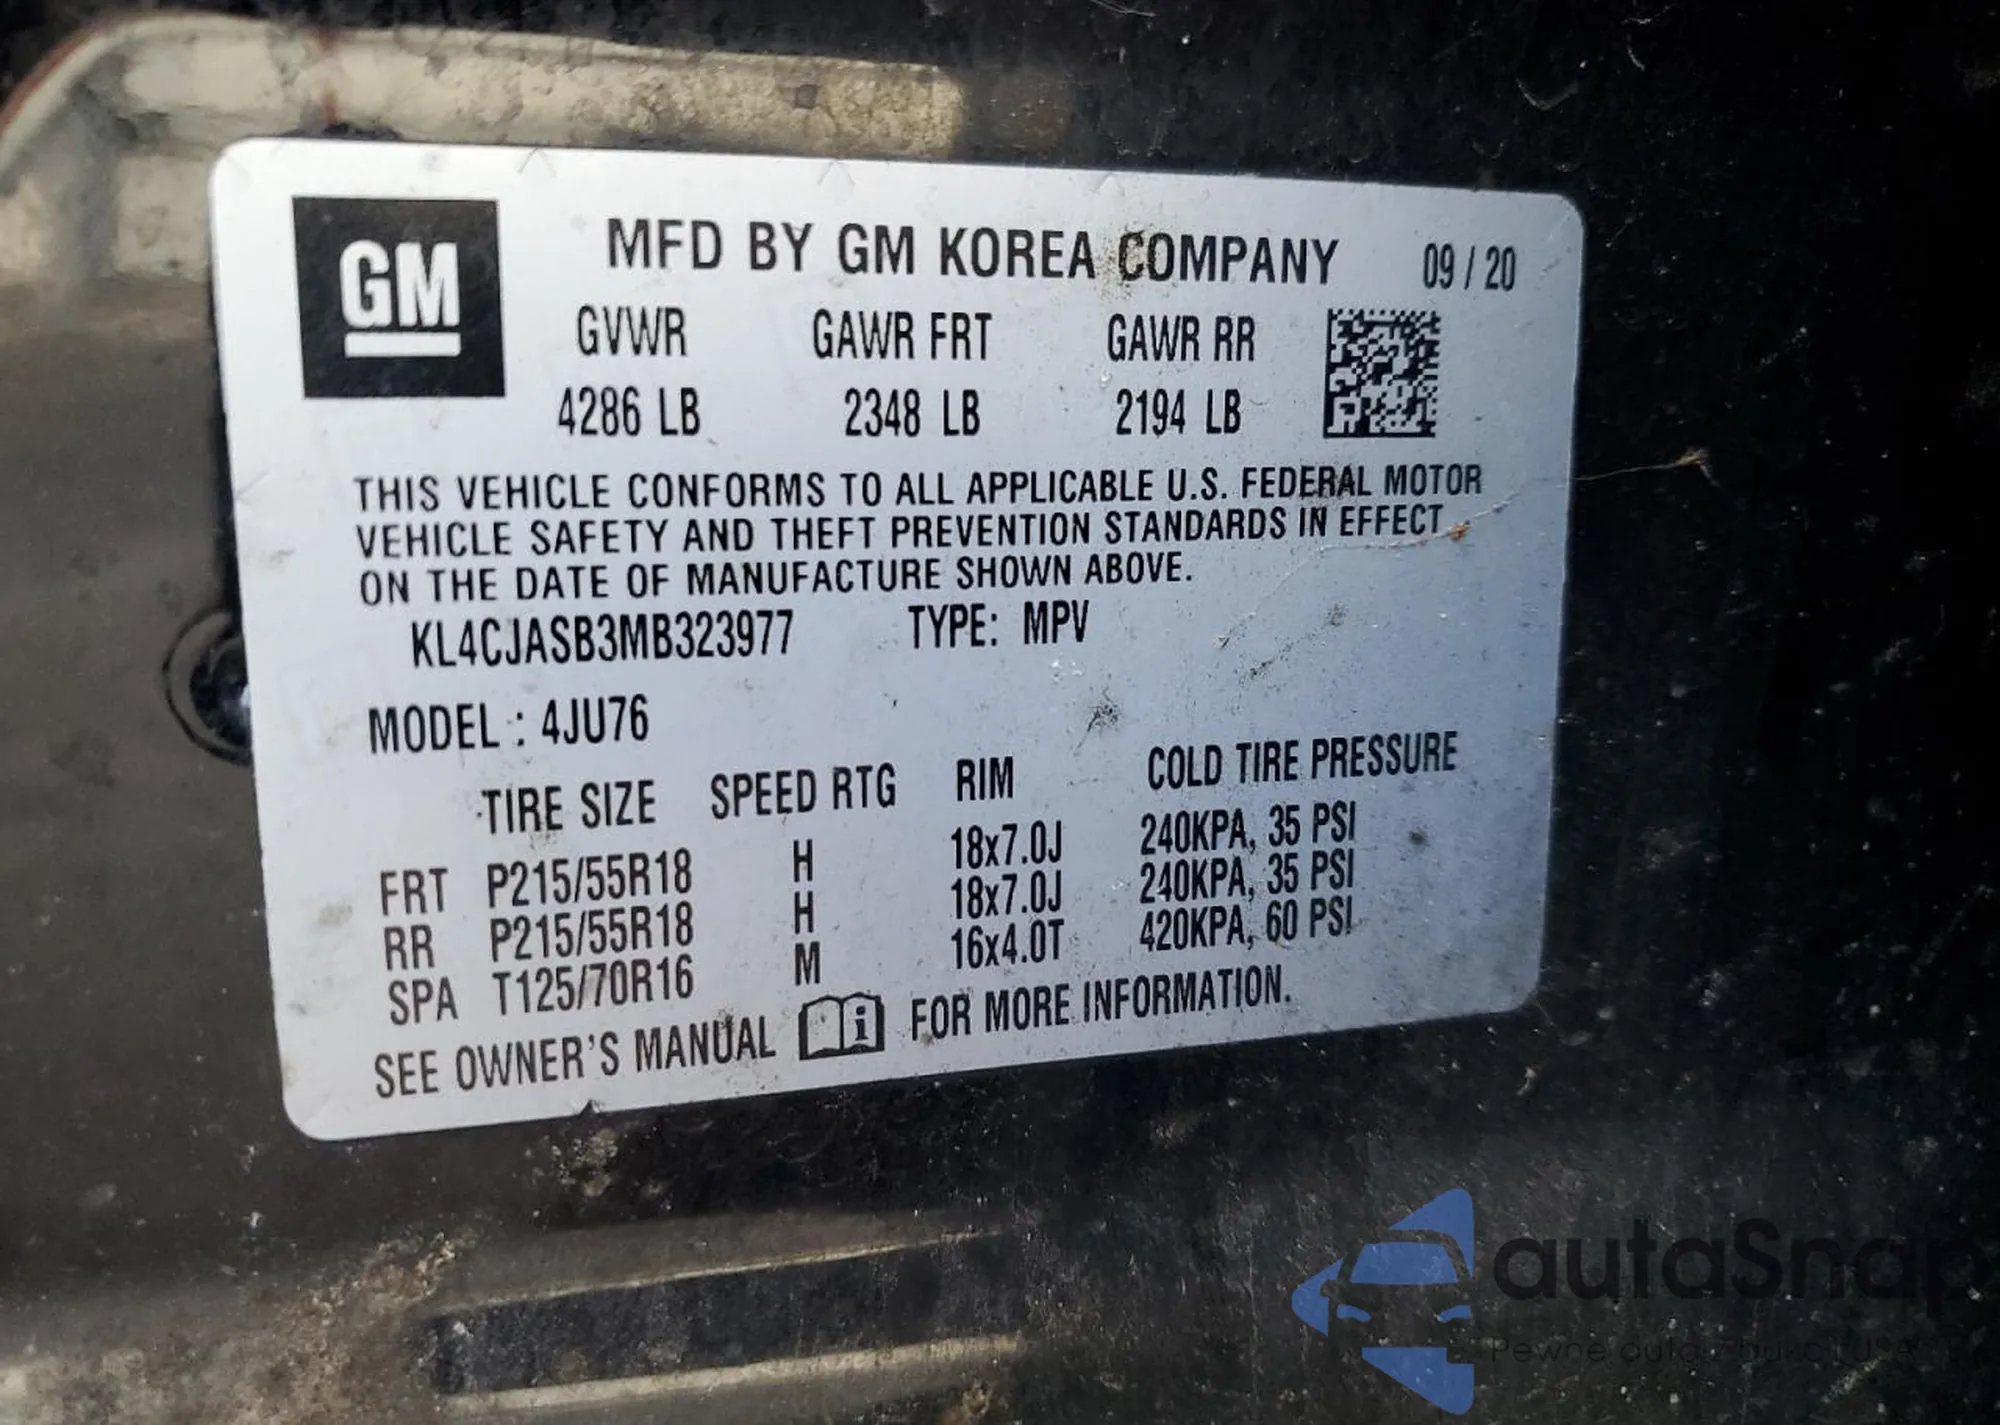 GM
MFD BY GM KOREA COMPANY 09 / 20
GVWR GAWR FRT GAWR RR
4286 LB 2348 LB 2194 LB
THIS VEHICLE CONFORMS TO ALL APPLICABLE U.S. FEDERAL MOTOR
VEHICLE SAFETY AND THEFT PREVENTION STANDARDS IN EFFECT
ON THE DATE OF MANUFACTURE SHOWN ABOVE.
KL4CJASB3MB323977 TYPE: MPV
MODEL : 4JU76
TIRE SIZE SPEED RTG RIM COLD TIRE PRESSURE
FRT P215/55R18 H 18x7.0J 240KPA, 35 PSI
RR P215/55R18 H 18x7.0J 240KPA, 35 PSI
SPA T125/70R16 M 16x4.0T 420KPA, 60 PSI
SEE OWNER'S MANUAL i FOR MORE INFORMATION.
autaSnap
Pewne auta z aukcji USA